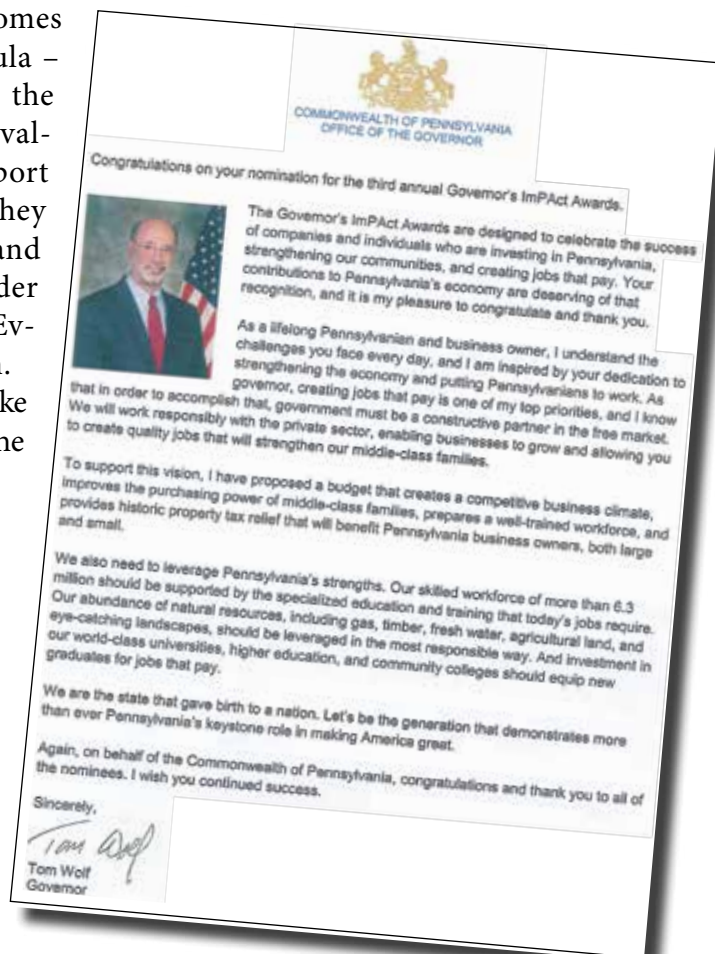 omes
ula –
the
val-
port
hey
and
der
Ev-
n.
ke
ne
COMMONWEALTH OF PENNSYLVANIA
OFFICE OF THE GOVERNOR
Congratulations on your nomination for the third annual Governor's ImPAct Awards.
The Governor's ImPAct Awards are designed to celebrate the success
of companies and individuals who are investing in Pennsylvania,
strengthening our communities, and creating jobs that pay. Your
contributions to Pennsylvania's economy are deserving of that
recognition, and it is my pleasure to congratulate and thank you.
As a lifelong Pennsylvanian and business owner, I understand the
challenges you face every day, and I am inspired by your dedication to
strengthening the economy and putting Pennsylvanians to work. As
governor, creating jobs that pay is one of my top priorities, and I know
that in order to accomplish that, government must be a constructive partner in the free market.
We will work responsibly with the private sector, enabling businesses to grow and allowing you
to create quality jobs that will strengthen our middle-class families.
To support this vision, I have proposed a budget that creates a competitive business climate,
improves the purchasing power of middle-class families, prepares a well-trained workforce, and
provides historic property tax relief that will benefit Pennsylvania business owners, both large
and small.
We also need to leverage Pennsylvania's strengths. Our skilled workforce of more than 6.3
million should be supported by the specialized education and training that today's jobs require.
Our abundance of natural resources, including gas, timber, fresh water, agricultural land, and
eye-catching landscapes, should be leveraged in the most responsible way. And investment in
our world-class universities, higher education, and community colleges should equip new
graduates for jobs that pay.
We are the state that gave birth to a nation. Let's be the generation that demonstrates more
than ever Pennsylvania's keystone role in making America great.
Again, on behalf of the Commonwealth of Pennsylvania, congratulations and thank you to all of
the nominees. I wish you continued success.
Sincerely,
Tom Wolf
Tom Wolf
Governor